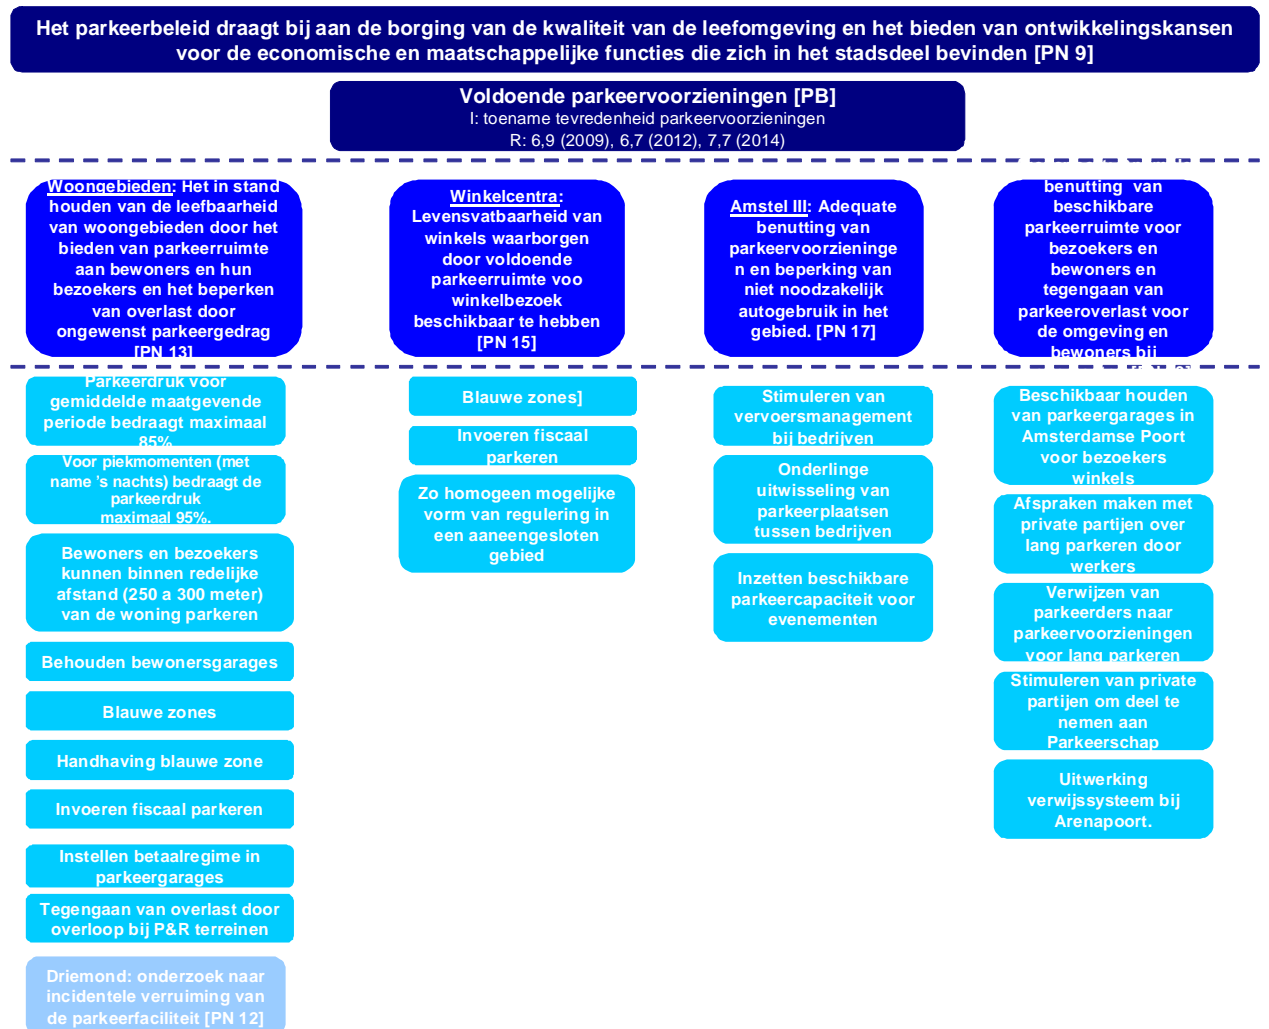 Het parkeerbeleid draagt bij aan de borging van de kwaliteit van de leefomgeving en het bieden van ontwikkelingskansen
voor de economische en maatschappelijke functies die zich in het stadsdeel bevinden [PN 9]
Voldoende parkeervoorzieningen [PB]
I: toename tevredenheid parkeervoorzieningen
R: 6,9 (2009), 6,7 (2012), 7,7 (2014)
Woongebieden: Het in stand
houden van de leefbaarheid
van woongebieden door het
bieden van parkeerruimte
aan bewoners en hun
bezoekers en het beperken
van overlast door
ongewenst parkeergedrag
[PN 13]
Winkelcentra:
Levensvatbaarheid van
winkels waarborgen
door voldoende
parkeerruimte voo
winkelbezoek
beschikbaar te hebben
[PN 15]
Amstel III: Adequate
benutting van
parkeervoorzieninge
n en beperking van
niet noodzakelijk
autogebruik in het
gebied. [PN 17]
benutting van
beschikbare
parkeerruimte voor
bezoekers en
bewoners en
tegengaan van
parkeeroverlast voor
de omgeving en
bewoners bij
Parkeerdruk voor
gemiddelde maatgevende
periode bedraagt maximaal
85%
Voor piekmomenten (met
name 's nachts) bedraagt de
parkeerdruk
maximaal 95%.
Bewoners en bezoekers
kunnen binnen redelijke
afstand (250 a 300 meter)
van de woning parkeren
Behouden bewonersgarages
Blauwe zones
Handhaving blauwe zone
Invoeren fiscaal parkeren
Instellen betaalregime in
parkeergarages
Tegengaan van overlast door
overloop bij P&R terreinen
Driemond: onderzoek naar
incidentele verruiming van
de parkeerfaciliteit [PN 12]
Blauwe zones]
Invoeren fiscaal
parkeren
Zo homogeen mogelijke
vorm van regulering in
een aaneengesloten
gebied
Stimuleren van
vervoersmanagement
bij bedrijven
Onderlinge
uitwisseling van
parkeerplaatsen
tussen bedrijven
Inzetten beschikbare
parkeercapaciteit voor
evenementen
Beschikbaar houden
van parkeergarages in
Amsterdamse Poort
voor bezoekers
winkels
Afspraken maken met
private partijen over
lang parkeren door
werkers
Verwijzen van
parkeerders naar
parkeervoorzieningen
voor lang parkeren
Stimuleren van private
partijen om deel te
nemen aan
Parkeerschap
Uitwerking
verwijssysteem bij
Arenapoort.